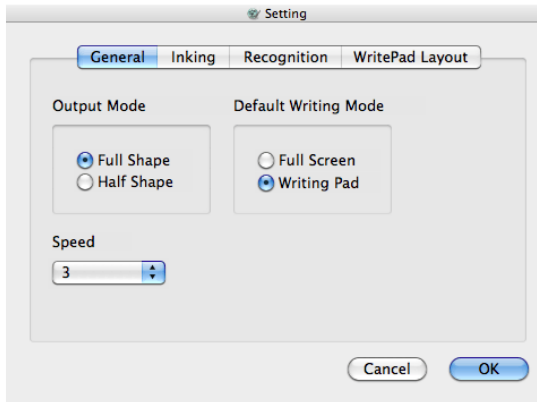 Setting
General Inking Recognition WritePad Layout
Output Mode Default Writing Mode
Full Shape Full Screen
Half Shape Writing Pad
Speed
3
Cancel OK